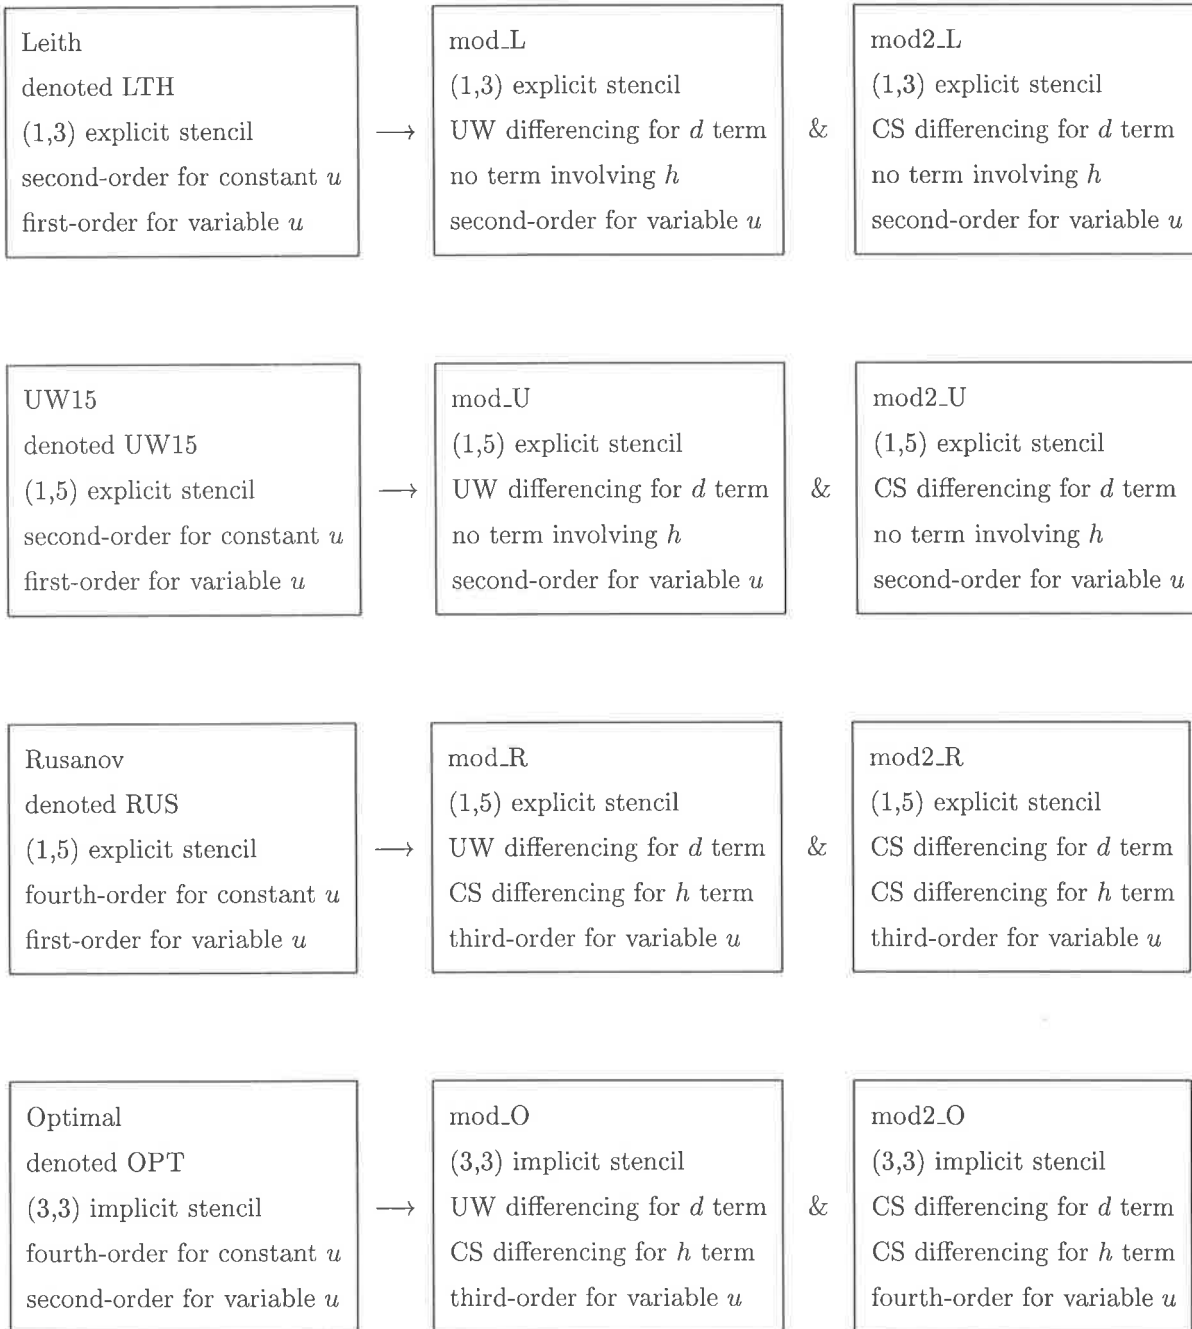 Leith
denoted LTH
(1,3) explicit stencil
second-order for constant u
first-order for variable u
⟶
mod_L
(1,3) explicit stencil
UW differencing for d term
no term involving h
second-order for variable u
&
mod2_L
(1,3) explicit stencil
CS differencing for d term
no term involving h
second-order for variable u
UW15
denoted UW15
(1,5) explicit stencil
second-order for constant u
first-order for variable u
⟶
mod_U
(1,5) explicit stencil
UW differencing for d term
no term involving h
second-order for variable u
&
mod2_U
(1,5) explicit stencil
CS differencing for d term
no term involving h
second-order for variable u
Rusanov
denoted RUS
(1,5) explicit stencil
fourth-order for constant u
first-order for variable u
⟶
mod_R
(1,5) explicit stencil
UW differencing for d term
CS differencing for h term
third-order for variable u
&
mod2_R
(1,5) explicit stencil
CS differencing for d term
CS differencing for h term
third-order for variable u
Optimal
denoted OPT
(3,3) implicit stencil
fourth-order for constant u
second-order for variable u
⟶
mod_O
(3,3) implicit stencil
UW differencing for d term
CS differencing for h term
third-order for variable u
&
mod2_O
(3,3) implicit stencil
CS differencing for d term
CS differencing for h term
fourth-order for variable u